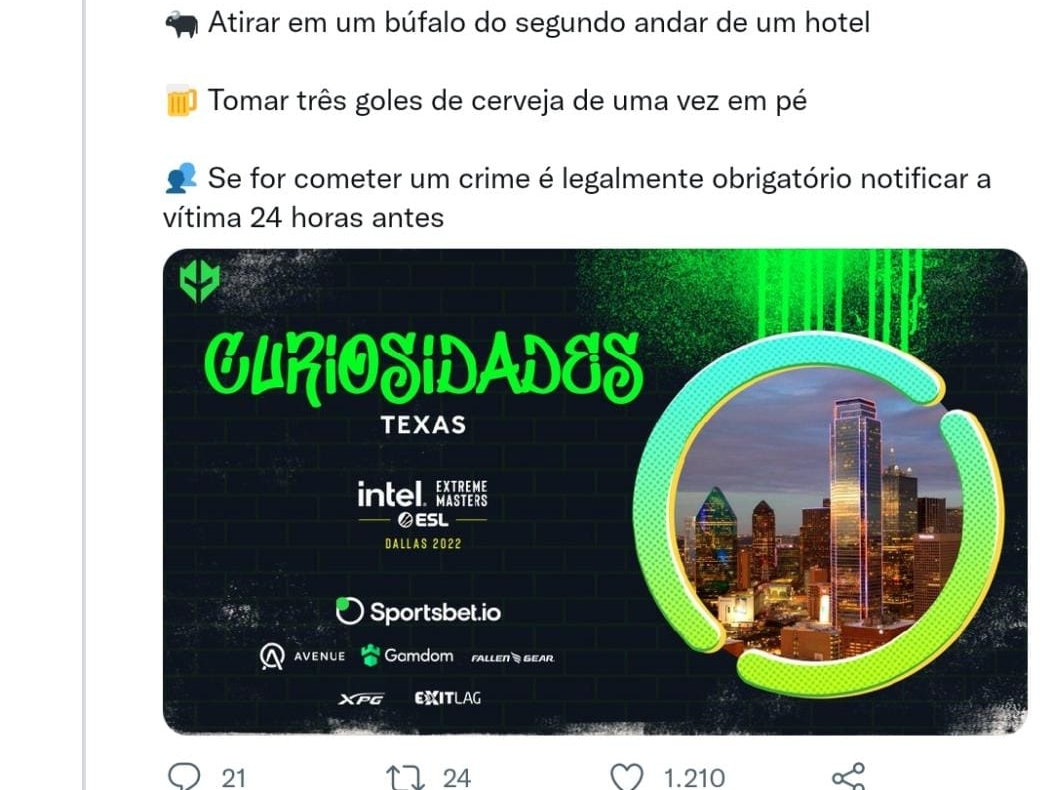 Atirar em um búfalo do segundo andar de um hotel
Tomar três goles de cerveja de uma vez em pé
Se for cometer um crime é legalmente obrigatório notificar a
vítima 24 horas antes
CURIOSIDADES
TEXAS
intel. EXTREME
MASTERS
ESL
DALLAS 2022
Sportsbet.io
AVENUE Gamdom FALLEN GEAR
XPG EXITLAG
21 24 1.210